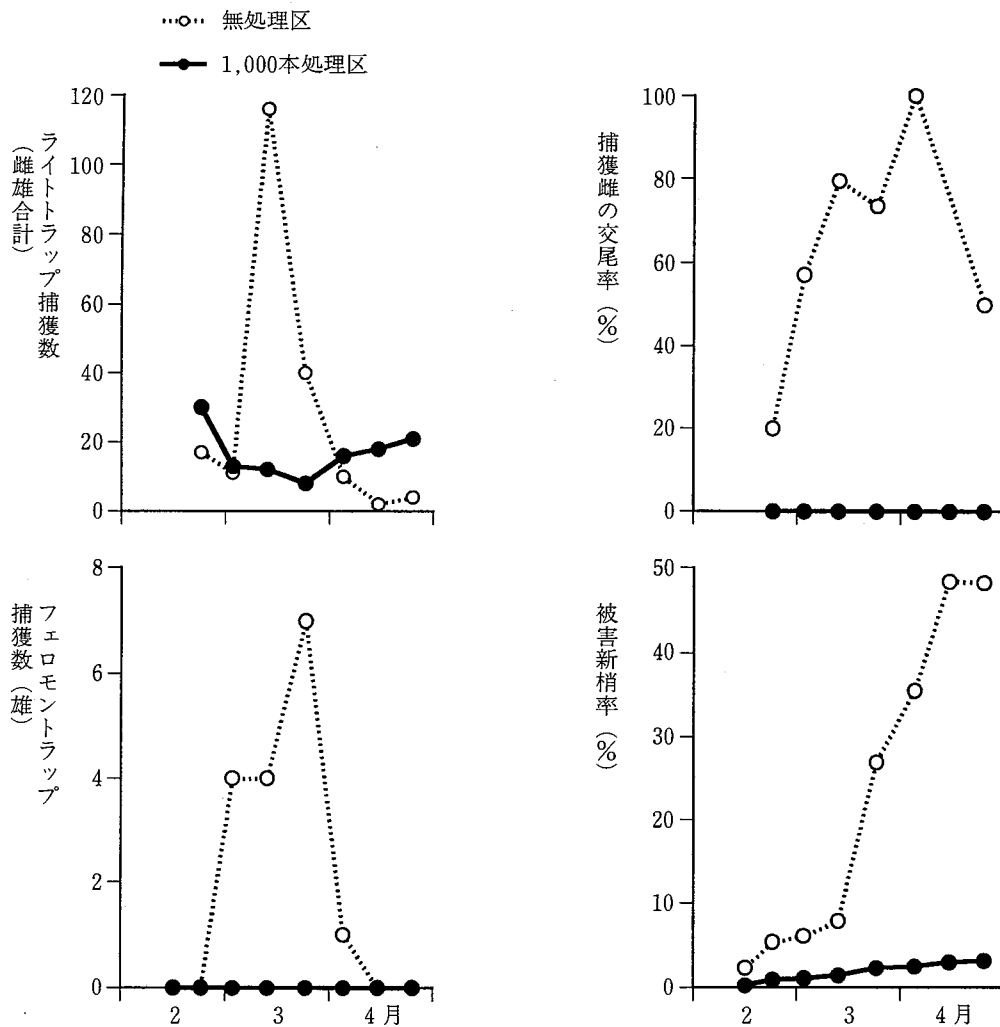 無処理区
1,000本処理区
ライトトラップ捕獲数
(雌雄合計)
120
100
80
60
40
20
0
捕獲雌の交尾率(%)
100
80
60
40
20
0
フェロモントラップ
捕獲数(雄)
8
6
4
2
0
2
3
4月
被害新梢率(%)
50
40
30
20
10
0
2
3
4月